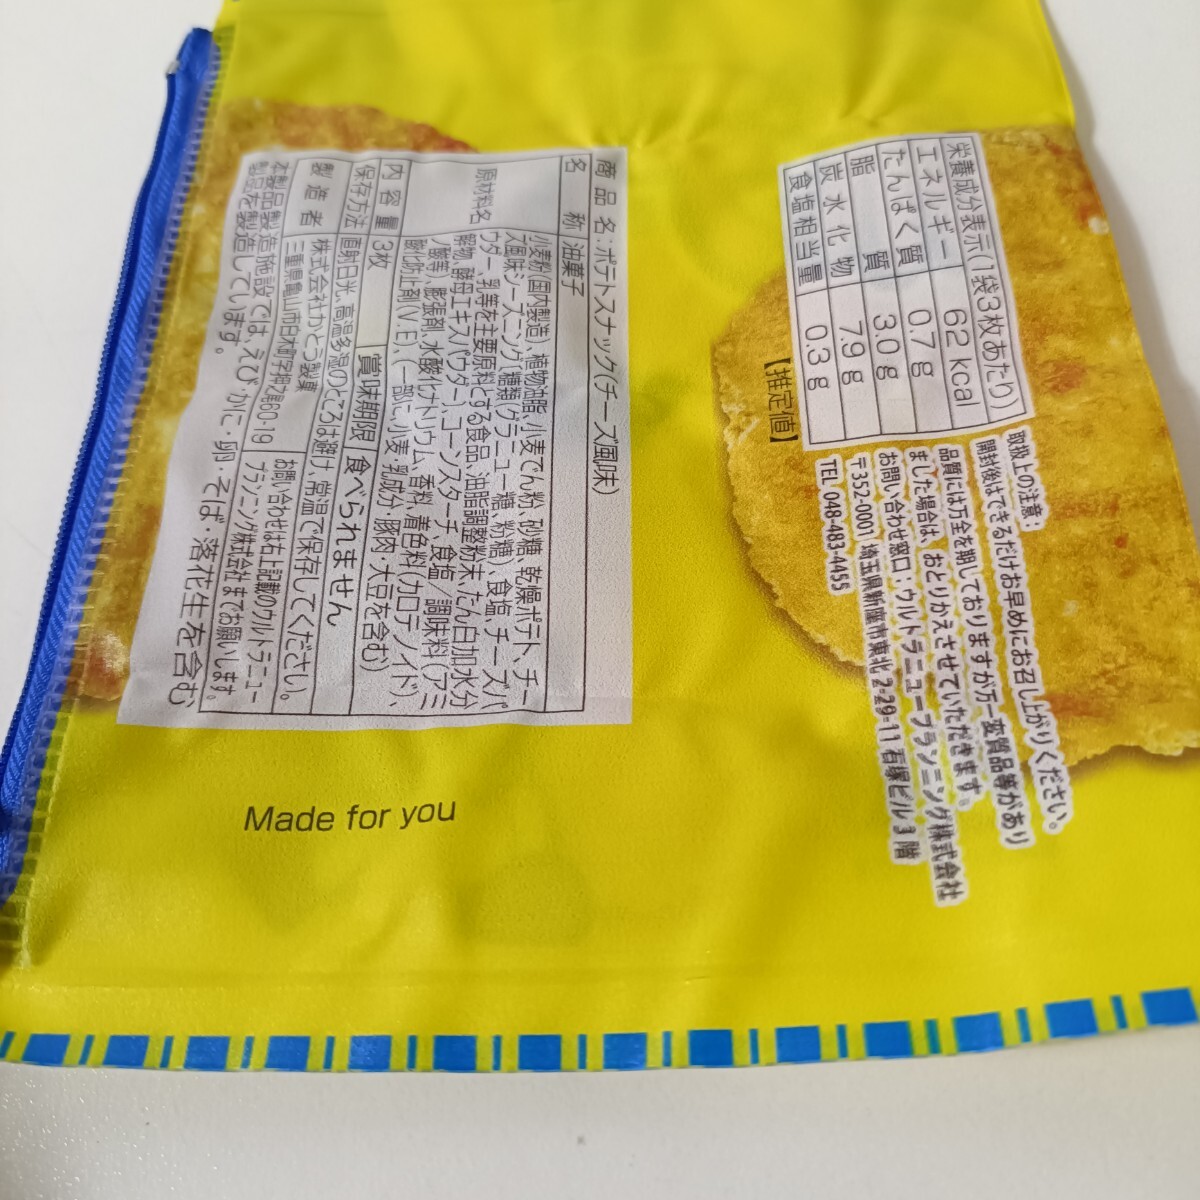 商品名:ポテトスナック(チーズ風味)
名称 油菓子
原材料名 小麦粉(国内製造)、植物油脂、小麦でん粉、砂糖、乾燥ポテト、チー
ズ風味シーズニング(糖類(グラニュー糖、粉糖)、食塩、チーズパ
ウダー、乳等を主要原料とする食品、油脂調整粉末、たん白加水分
解物、酵母エキスパウダー)、コーンスターチ、食塩/調味料(アミ
ノ酸等)、膨張剤、水酸化ナトリウム、香料、着色料(カロテノイド)、
酸化防止剤(V.E)、(一部に小麦・乳成分・豚肉・大豆を含む)
内容量 3枚 賞味期限 食べられません
保存方法 直射日光、高温多湿のところは避け、常温で保存してください。
製造者 株式会社かとう製菓
三重県亀山市白木町字押尾60-19
お問い合わせは右上記載のウルトラニュー
プランニング株式会社までお願いします。
本製品製造施設では、えび・かに・卵・そば・落花生を含む
製品を製造しています。
栄養成分表示(1袋3枚あたり)
エネルギー 62 kcal
たんぱく質 0.7 g
脂質 3.0 g
炭水化物 7.9 g
食塩相当量 0.3 g
【推定値】
取扱上の注意:
開封後はできるだけお早めにお召し上がりください。
品質には万全を期しておりますが万一変質品等があり
ました場合は、おとりかえさせていただきます。
お問い合わせ窓口:ウルトラニュープランニング株式会社
〒352-0001 埼玉県新座市東北 2-29-11 石塚ビル3階
TEL 048-483-4455
Made for you